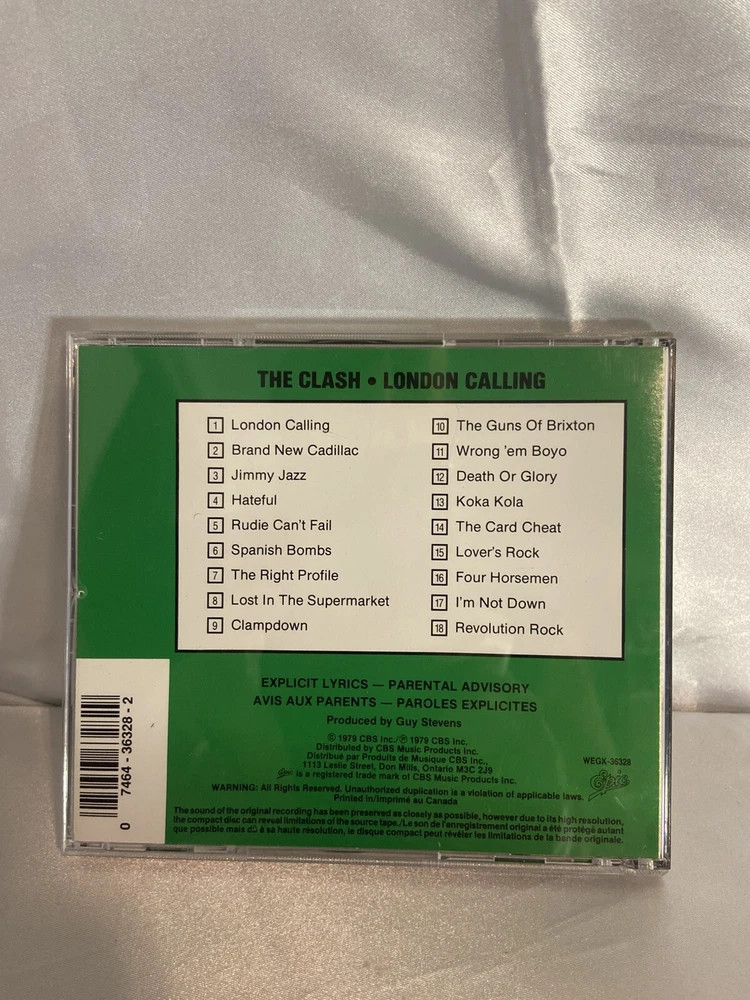 THE CLASH • LONDON CALLING
1 London Calling
2 Brand New Cadillac
3 Jimmy Jazz
4 Hateful
5 Rudie Can't Fail
6 Spanish Bombs
7 The Right Profile
8 Lost In The Supermarket
9 Clampdown
10 The Guns Of Brixton
11 Wrong 'em Boyo
12 Death Or Glory
13 Koka Kola
14 The Card Cheat
15 Lover's Rock
16 Four Horsemen
17 I'm Not Down
18 Revolution Rock
EXPLICIT LYRICS — PARENTAL ADVISORY
AVIS AUX PARENTS — PAROLES EXPLICITES
Produced by Guy Stevens
© 1979 CBS Inc./℗ 1979 CBS Inc.
Distributed by CBS Music Products Inc.
Distribué par Produits de Musique CBS Inc.,
1113 Leslie Street, Don Mills, Ontario M3C 2J9
Epic is a registered trade mark of CBS Music Products Inc.
WARNING: All Rights Reserved. Unauthorized duplication is a violation of applicable laws.
Printed in/Imprimé au Canada
The sound of the original recording has been preserved as closely as possible, however due to its high resolution,
the compact disc can reveal limitations of the source tape./Le son de l'enregistrement original a été protégé autant
que possible mais dû à sa haute résolution, le disque compact peut révéler les limitations de la bande originale.
WEGX-36328
Epic
0 7464-36328-2